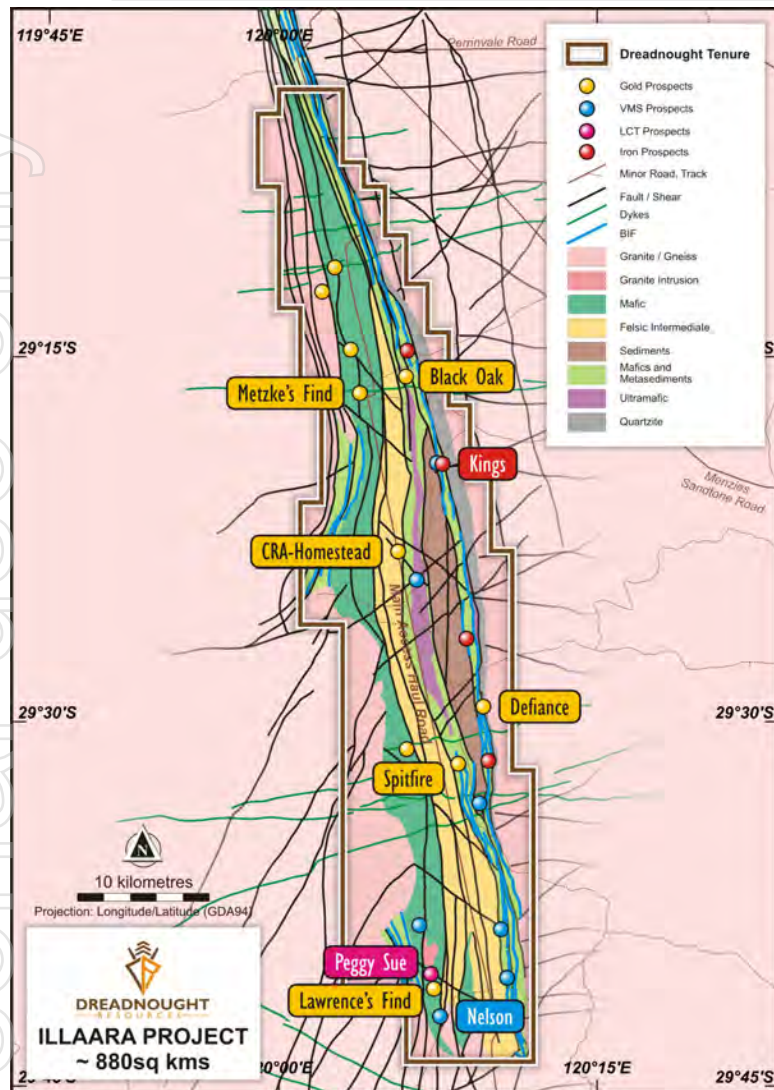 119°45'E
120°00'E
Perrinvale Road
Dreadnought Tenure
Gold Prospects
VMS Prospects
LCT Prospects
Iron Prospects
Minor Road, Track
Fault / Shear
Dykes
BIF
Granite / Gneiss
Granite Intrusion
Mafic
Felsic Intermediate
Sediments
Mafics and
Metasediments
Ultramafic
Quartzite
29°15'S
Black Oak
Metzke's Find
Kings
Menzies
Sandtone Road
CRA-Homestead
Main Access Haul Road
29°30'S
29°30'S
Defiance
Spitfire
N
10 kilometres
Projection: Longitude/Latitude (GDA94)
Peggy Sue
Lawrence's Find
Nelson
DREADNOUGHT
RESOURCES
ILLAARA PROJECT
~ 880sq kms
120°15'E
29°45'S